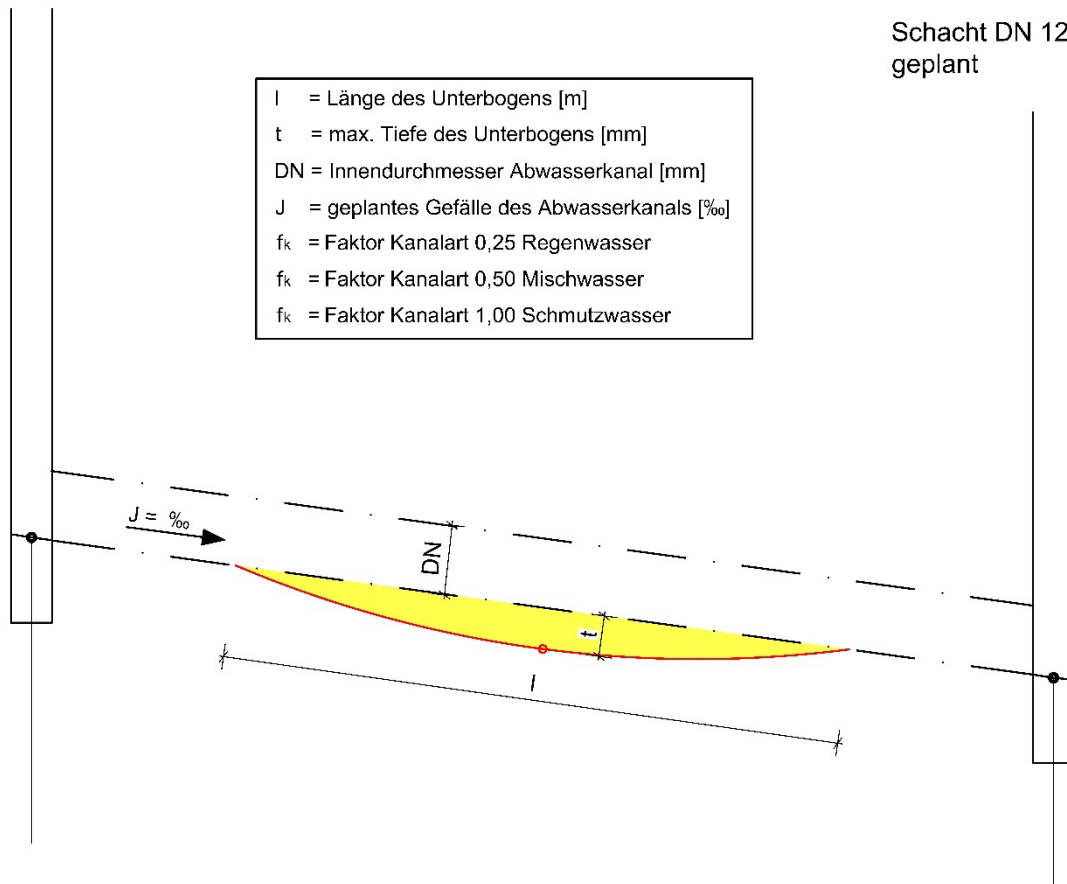 Schacht DN 12
geplant
l = Länge des Unterbogens [m]
t = max. Tiefe des Unterbogens [mm]
DN = Innendurchmesser Abwasserkanal [mm]
J = geplantes Gefälle des Abwasserkanals [‰]
fk = Faktor Kanalart 0,25 Regenwasser
fk = Faktor Kanalart 0,50 Mischwasser
fk = Faktor Kanalart 1,00 Schmutzwasser
J = ‰
DN
t
l